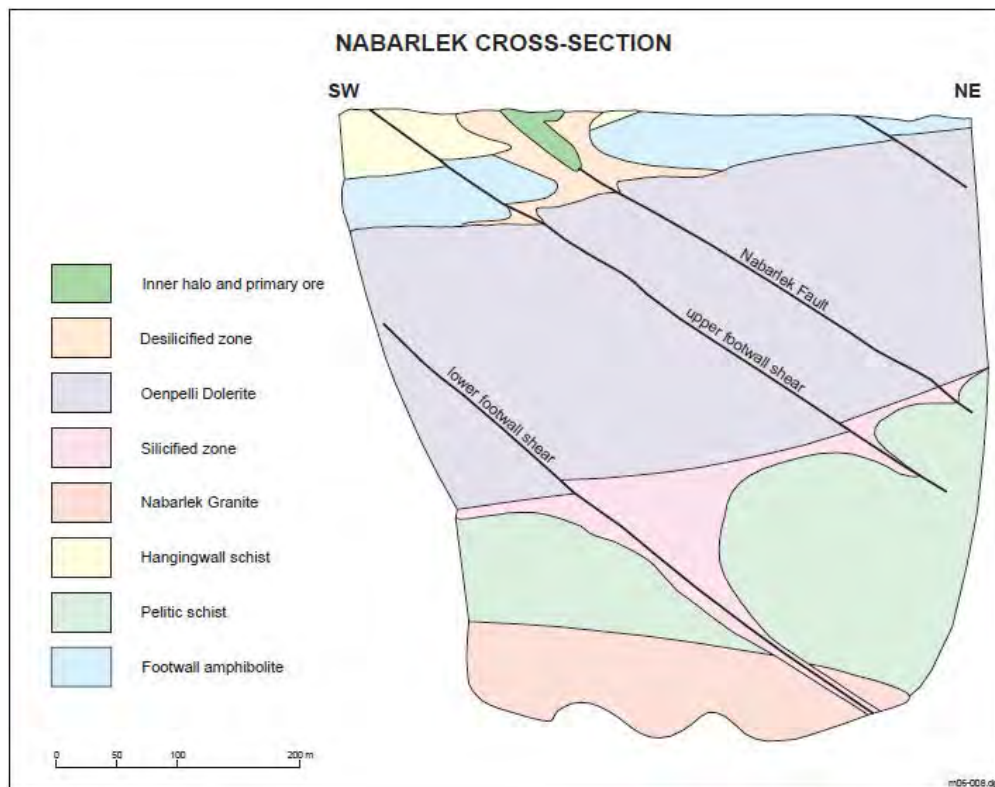 NABARLEK CROSS-SECTION
SW
NE
Nabarlek Fault
upper footwall shear
lower footwall shear
Inner halo and primary ore
Desilicified zone
Oenpelli Dolerite
Silicified zone
Nabarlek Granite
Hangingwall schist
Pelitic schist
Footwall amphibolite
0 50 100 200 m